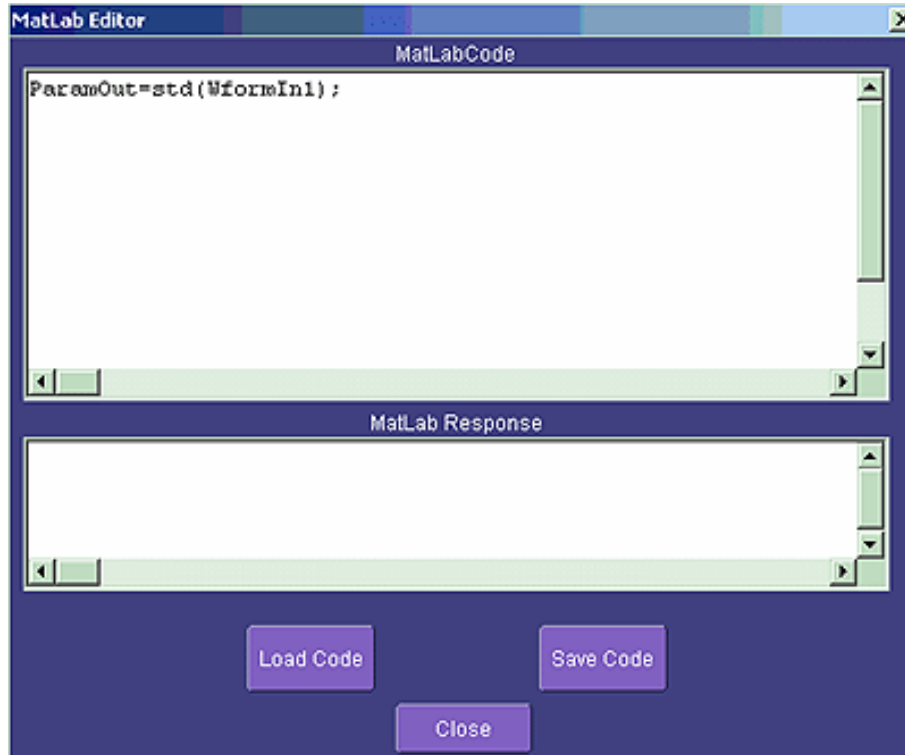 MatLab Editor
MatLabCode
ParamOut=std(WformIn1);
MatLab Response
Load Code
Save Code
Close